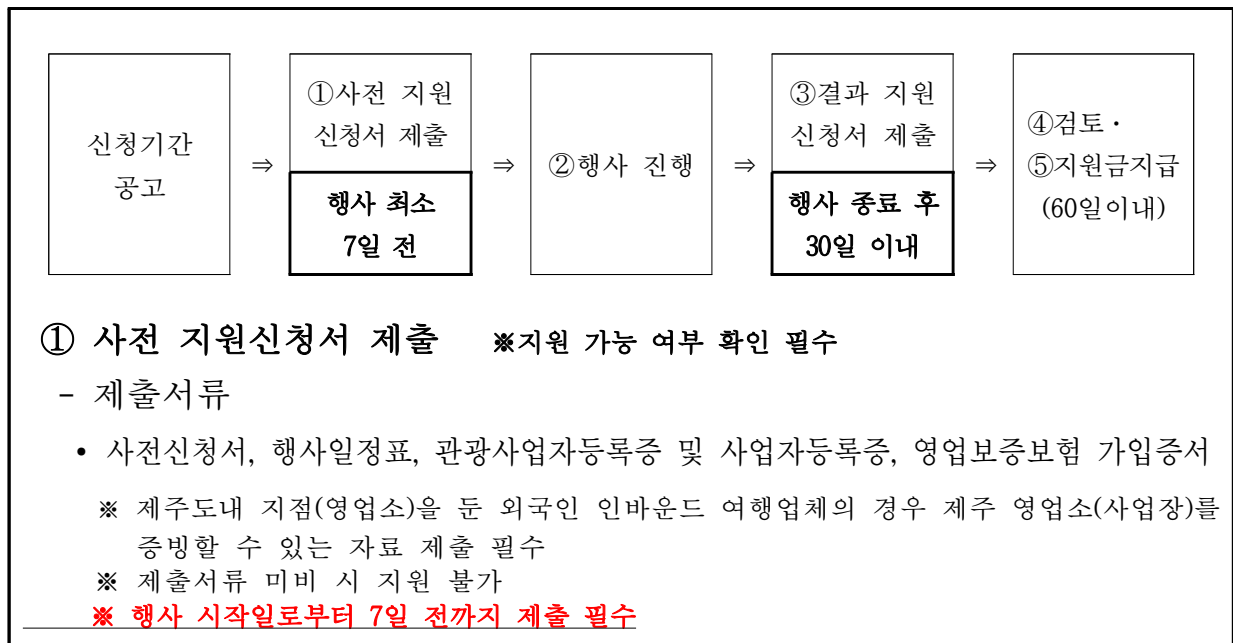 신청기간
공고
⇒
①사전 지원
신청서 제출
행사 최소
7일 전
⇒
②행사 진행
⇒
③결과 지원
신청서 제출
행사 종료 후
30일 이내
⇒
④검토·
⑤지원금지급
(60일이내)
① 사전 지원신청서 제출 ※지원 가능 여부 확인 필수
- 제출서류
• 사전신청서, 행사일정표, 관광사업자등록증 및 사업자등록증, 영업보증보험 가입증서
※ 제주도내 지점(영업소)을 둔 외국인 인바운드 여행업체의 경우 제주 영업소(사업장)를
증빙할 수 있는 자료 제출 필수
※ 제출서류 미비 시 지원 불가
※ 행사 시작일로부터 7일 전까지 제출 필수